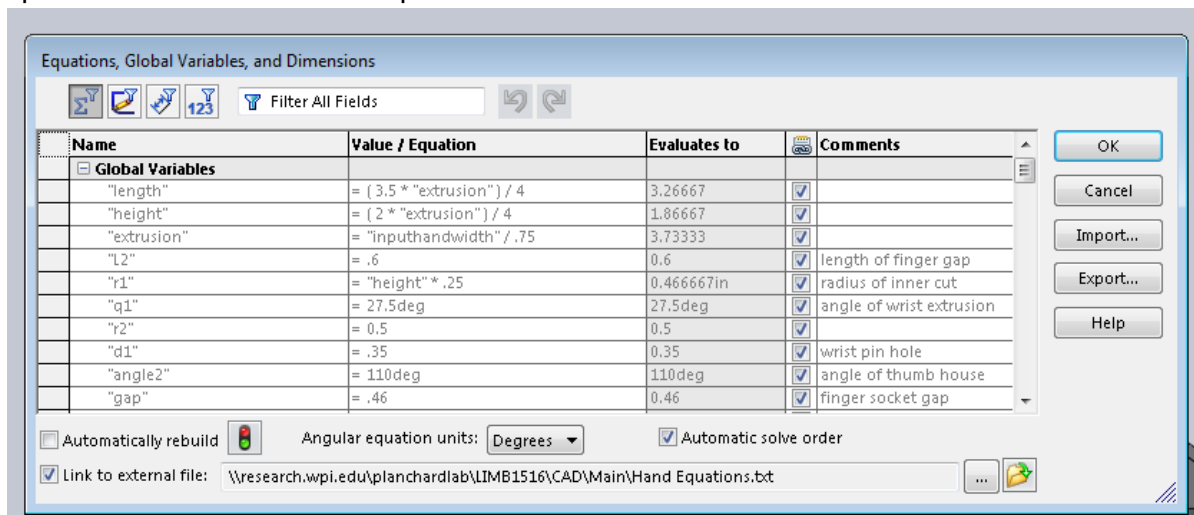 Equations, Global Variables, and Dimensions
Σ 123 Filter All Fields
Name Value / Equation Evaluates to Comments OK
Global Variables
"length" = ( 3.5 * "extrusion" ) / 4 3.26667 Cancel
"height" = ( 2 * "extrusion" ) / 4 1.86667
"extrusion" = "inputhandwidth" / .75 3.73333 Import...
"L2" = .6 0.6 length of finger gap
"r1" = "height" * .25 0.466667in radius of inner cut Export...
"q1" = 27.5deg 27.5deg angle of wrist extrusion
"r2" = 0.5 0.5 Help
"d1" = .35 0.35 wrist pin hole
"angle2" = 110deg 110deg angle of thumb house
"gap" = .46 0.46 finger socket gap
Automatically rebuild Angular equation units: Degrees Automatic solve order
Link to external file: \\research.wpi.edu\planchardlab\LIMB1516\CAD\Main\Hand Equations.txt ...